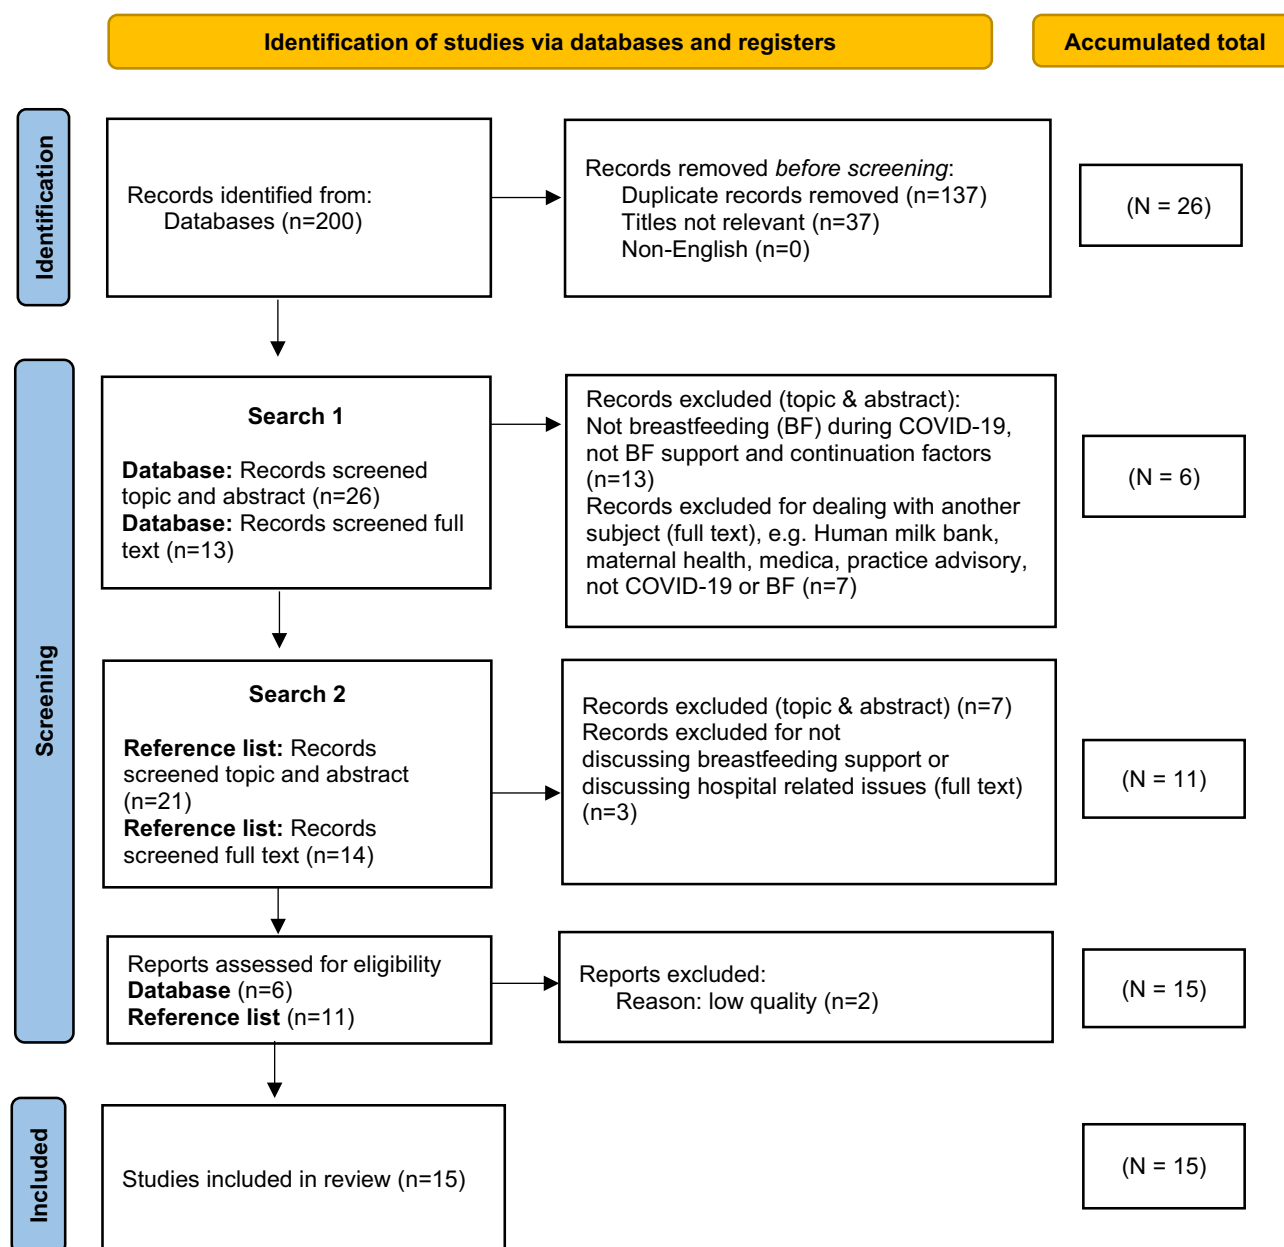 Identification of studies via databases and registers
Accumulated total
Identification
Records identified from:
Databases (n=200)
Records removed before screening:
Duplicate records removed (n=137)
Titles not relevant (n=37)
Non-English (n=0)
(N = 26)
Screening
Search 1
Database: Records screened
topic and abstract (n=26)
Database: Records screened full
text (n=13)
Records excluded (topic & abstract):
Not breastfeeding (BF) during COVID-19,
not BF support and continuation factors
(n=13)
Records excluded for dealing with another
subject (full text), e.g. Human milk bank,
maternal health, medica, practice advisory,
not COVID-19 or BF (n=7)
(N = 6)
Search 2
Reference list: Records
screened topic and abstract
(n=21)
Reference list: Records
screened full text (n=14)
Records excluded (topic & abstract) (n=7)
Records excluded for not
discussing breastfeeding support or
discussing hospital related issues (full text)
(n=3)
(N = 11)
Reports assessed for eligibility
Database (n=6)
Reference list (n=11)
Reports excluded:
Reason: low quality (n=2)
(N = 15)
Included
Studies included in review (n=15)
(N = 15)